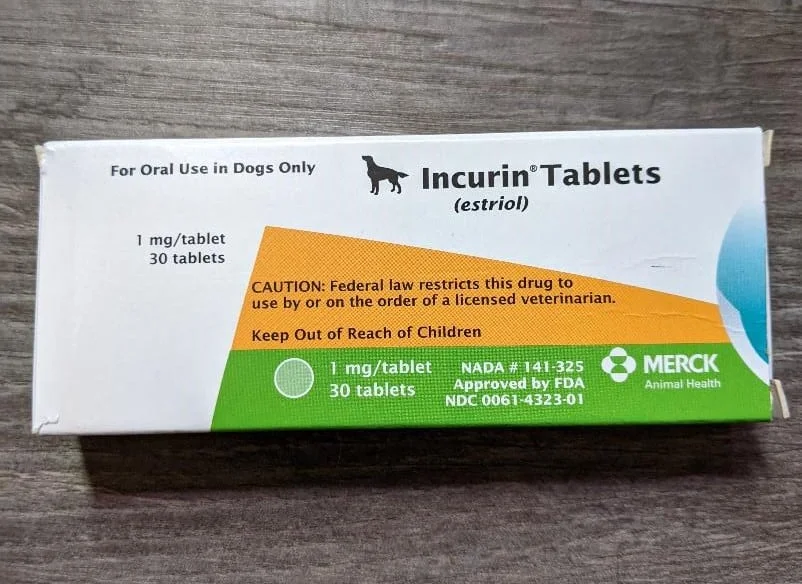 For Oral Use in Dogs Only
Incurin® Tablets
(estriol)
1 mg/tablet
30 tablets
CAUTION: Federal law restricts this drug to
use by or on the order of a licensed veterinarian.
Keep Out of Reach of Children
1 mg/tablet
30 tablets
NADA # 141-325
Approved by FDA
NDC 0061-4323-01
MERCK
Animal Health